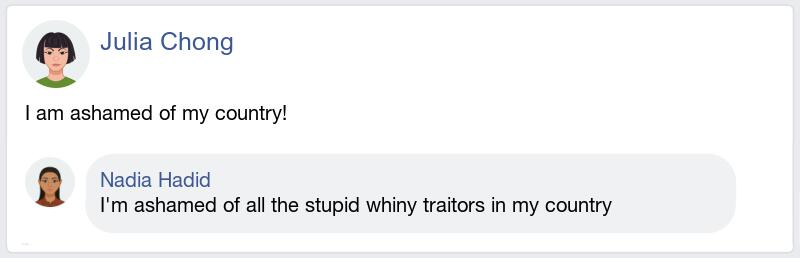 Julia Chong
I am ashamed of my country!
Nadia Hadid
I'm ashamed of all the stupid whiny traitors in my country